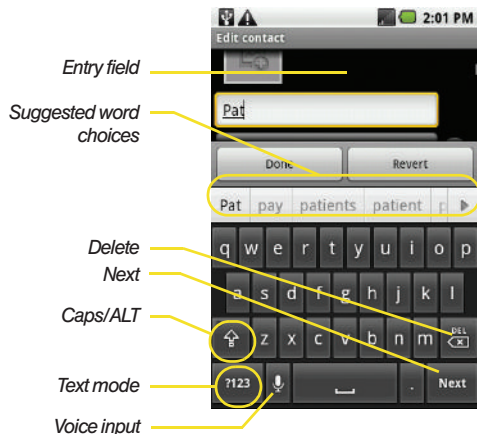 2:01 PM
Edit contact
Entry field
Suggested word
choices
Pat
Done Revert
Pat pay patients patient p
q w e r t y u i o p
Delete
Next
a s d f g h j k l
Caps/ALT
z x c v b n m DEL
Text mode
?123 . Next
Voice input